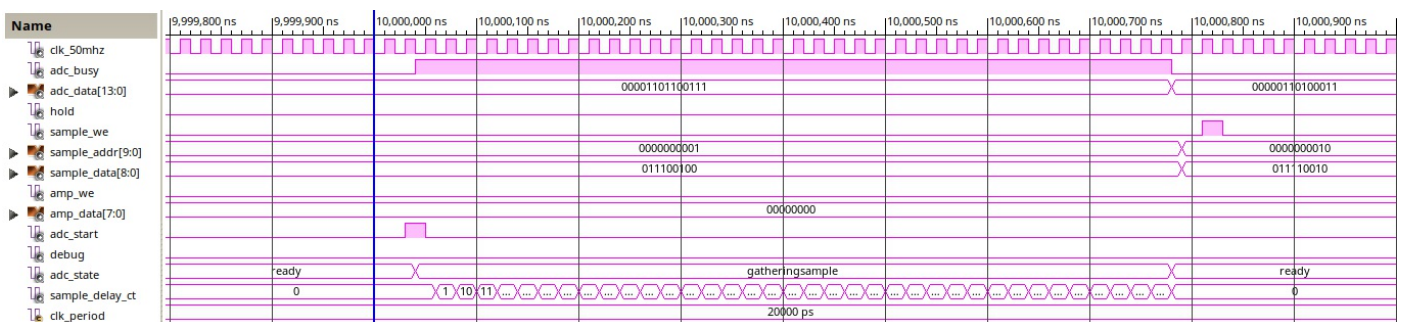 Name 9,999,800 ns 9,999,900 ns 10,000,000 ns 10,000,100 ns 10,000,200 ns 10,000,300 ns 10,000,400 ns 10,000,500 ns 10,000,600 ns 10,000,700 ns 10,000,800 ns 10,000,900 ns
clk_50mhz
adc_busy
adc_data[13:0] 00001101100111 00000110100011
hold
sample_we
sample_addr[9:0] 0000000001 0000000010
sample_data[8:0] 011100100 011110010
amp_we
amp_data[7:0] 00000000
adc_start
debug
adc_state ready gatheringsample ready
sample_delay_ct 0 1 10 11 ... ... ... ... ... ... ... ... ... ... ... ... ... ... ... ... ... ... ... ... ... ... ... ... ... ... ... ... ... ... 0
clk_period 20000 ps